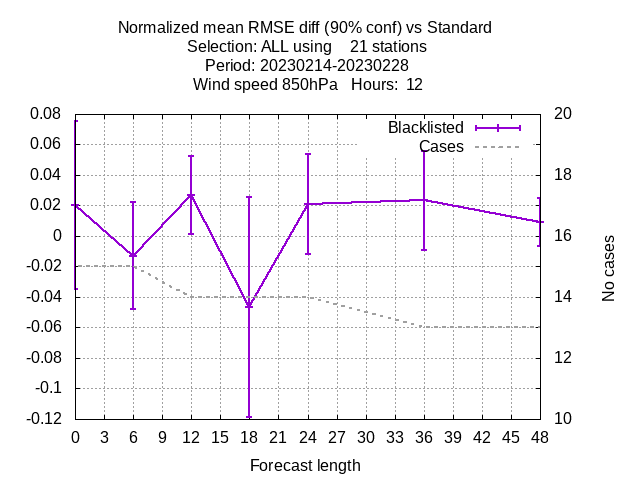 Normalized mean RMSE diff (90% conf) vs Standard
Selection: ALL using 21 stations
Period: 20230214-20230228
Wind speed 850hPa Hours: 12
Blacklisted
Cases
0.08
0.06
0.04
0.02
0
-0.02
-0.04
-0.06
-0.08
-0.1
-0.12
20
18
16
14
12
10
No cases
0 3 6 9 12 15 18 21 24 27 30 33 36 39 42 45 48
Forecast length